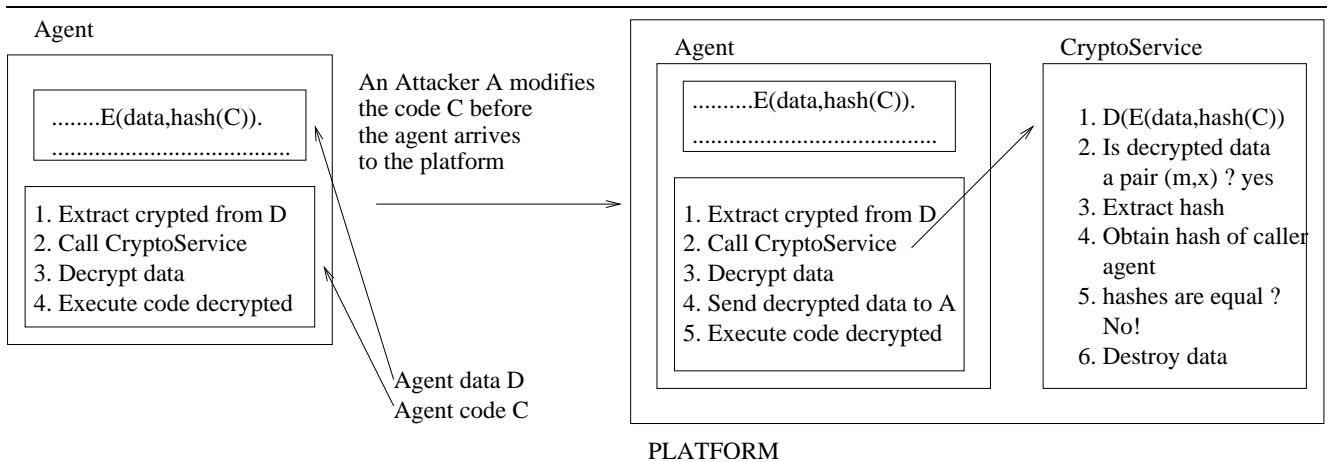 Agent
........E(data,hash(C)).
......................................
1. Extract crypted from D
2. Call CryptoService
3. Decrypt data
4. Execute code decrypted
An Attacker A modifies
the code C before
the agent arrives
to the platform
Agent data D
Agent code C
Agent
..........E(data,hash(C)).
.......................................
1. Extract crypted from D
2. Call CryptoService
3. Decrypt data
4. Send decrypted data to A
5. Execute code decrypted
CryptoService
1. D(E(data,hash(C))
2. Is decrypted data
a pair (m,x) ? yes
3. Extract hash
4. Obtain hash of caller
agent
5. hashes are equal ?
No!
6. Destroy data
PLATFORM